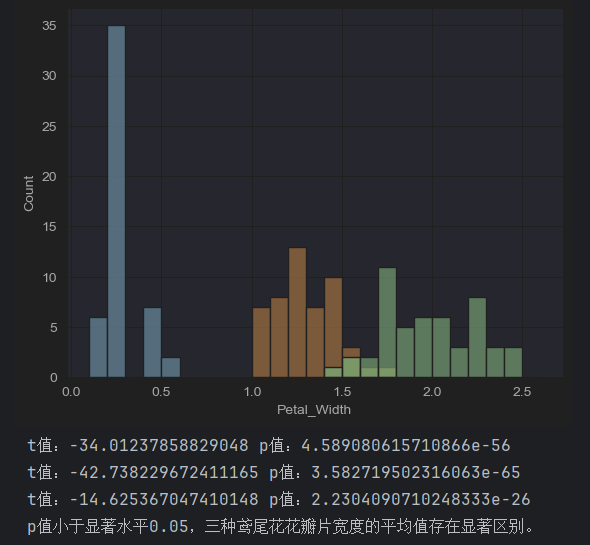 35
30
25
20
15
10
5
0
Count
0.0 0.5 1.0 1.5 2.0 2.5
Petal_Width
t值：-34.01237858829048 p值：4.589080615710866e-56
t值：-42.738229672411165 p值：3.582719502316063e-65
t值：-14.625367047410148 p值：2.2304090710248333e-26
p值小于显著水平0.05，三种鸢尾花花瓣片宽度的平均值存在显著区别。